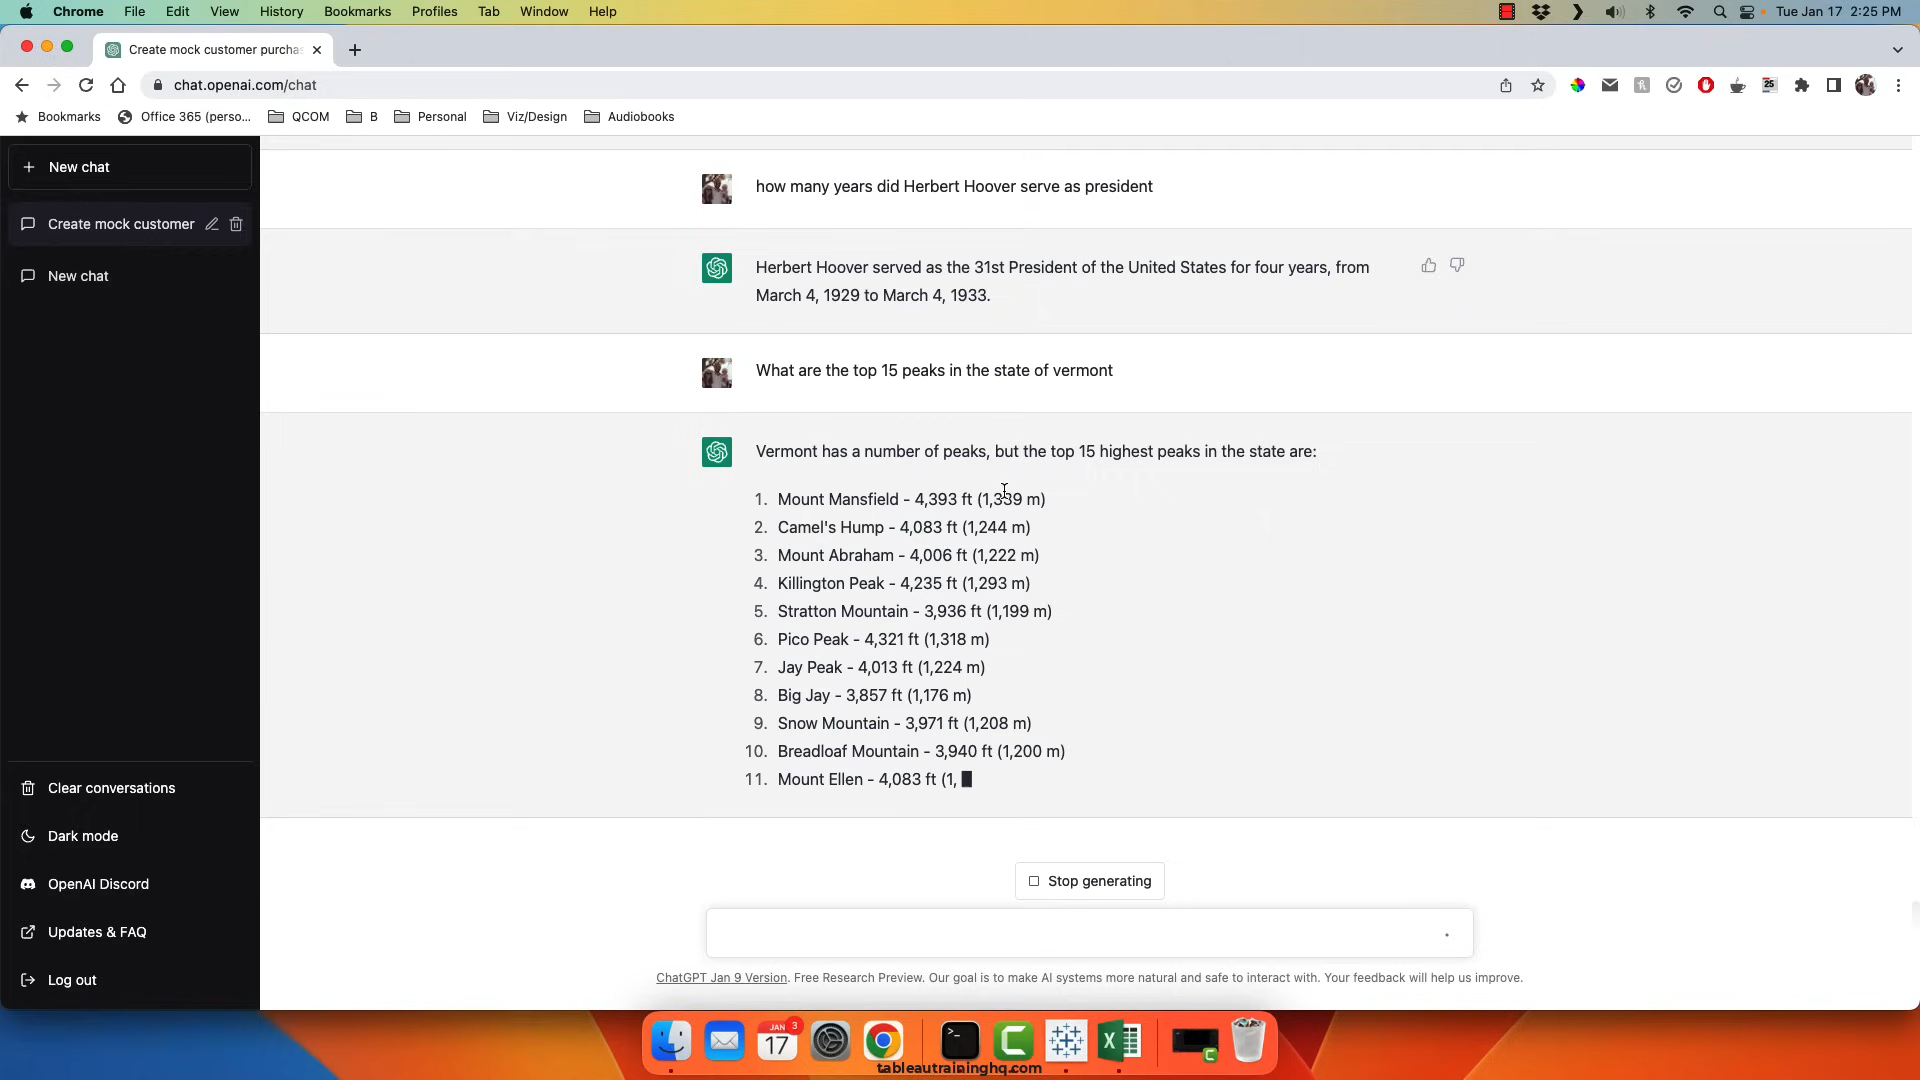 Chrome File Edit View History Bookmarks Profiles Tab Window Help Tue Jan 17 2:25 PM
Create mock customer purcha
chat.openai.com/chat
25
Bookmarks Office 365 (perso... QCOM B Personal Viz/Design Audiobooks
New chat
Create mock customer
New chat
how many years did Herbert Hoover serve as president
Herbert Hoover served as the 31st President of the United States for four years, from
March 4, 1929 to March 4, 1933.
What are the top 15 peaks in the state of vermont
Vermont has a number of peaks, but the top 15 highest peaks in the state are:
1. Mount Mansfield - 4,393 ft (1,339 m)
2. Camel's Hump - 4,083 ft (1,244 m)
3. Mount Abraham - 4,006 ft (1,222 m)
4. Killington Peak - 4,235 ft (1,293 m)
5. Stratton Mountain - 3,936 ft (1,199 m)
6. Pico Peak - 4,321 ft (1,318 m)
7. Jay Peak - 4,013 ft (1,224 m)
8. Big Jay - 3,857 ft (1,176 m)
9. Snow Mountain - 3,971 ft (1,208 m)
10. Breadloaf Mountain - 3,940 ft (1,200 m)
11. Mount Ellen - 4,083 ft (1,
Clear conversations
Dark mode
OpenAI Discord
Updates & FAQ
Log out
Stop generating
ChatGPT Jan 9 Version. Free Research Preview. Our goal is to make AI systems more natural and safe to interact with. Your feedback will help us improve.
JAN 3
17
tableautraininghq.com